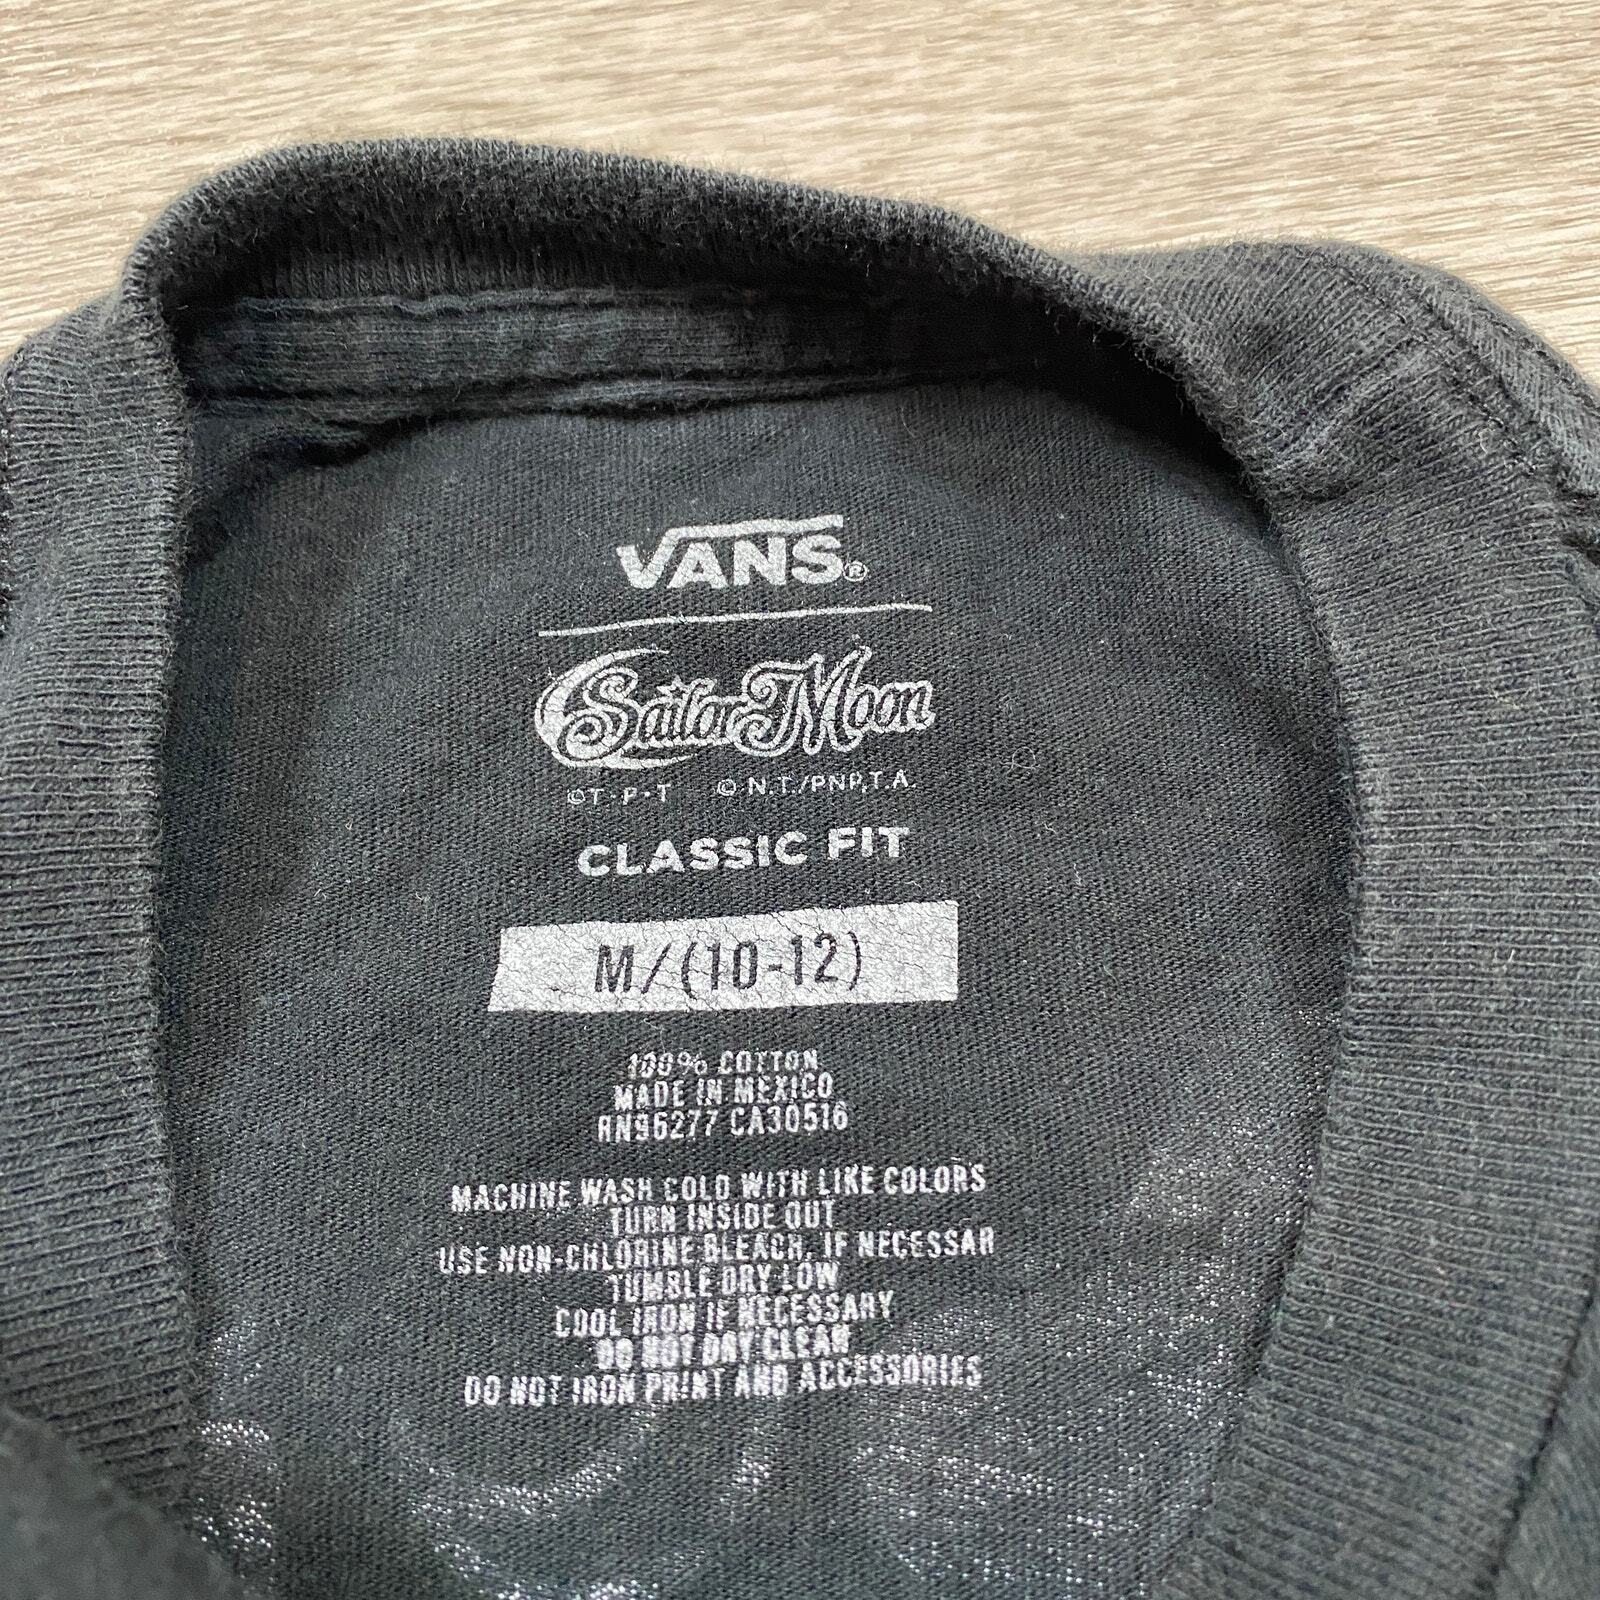 VANS®
Sailor Moon
©T·P·T © N.T./PNP,T.A.
CLASSIC FIT
M/(10-12)
100% COTTON
MADE IN MEXICO
RN96277 CA30516
MACHINE WASH COLD WITH LIKE COLORS
TURN INSIDE OUT
USE NON-CHLORINE BLEACH, IF NECESSAR
TUMBLE DRY LOW
COOL IRON IF NECESSARY
DO NOT DRY CLEAN
DO NOT IRON PRINT AND ACCESSORIES